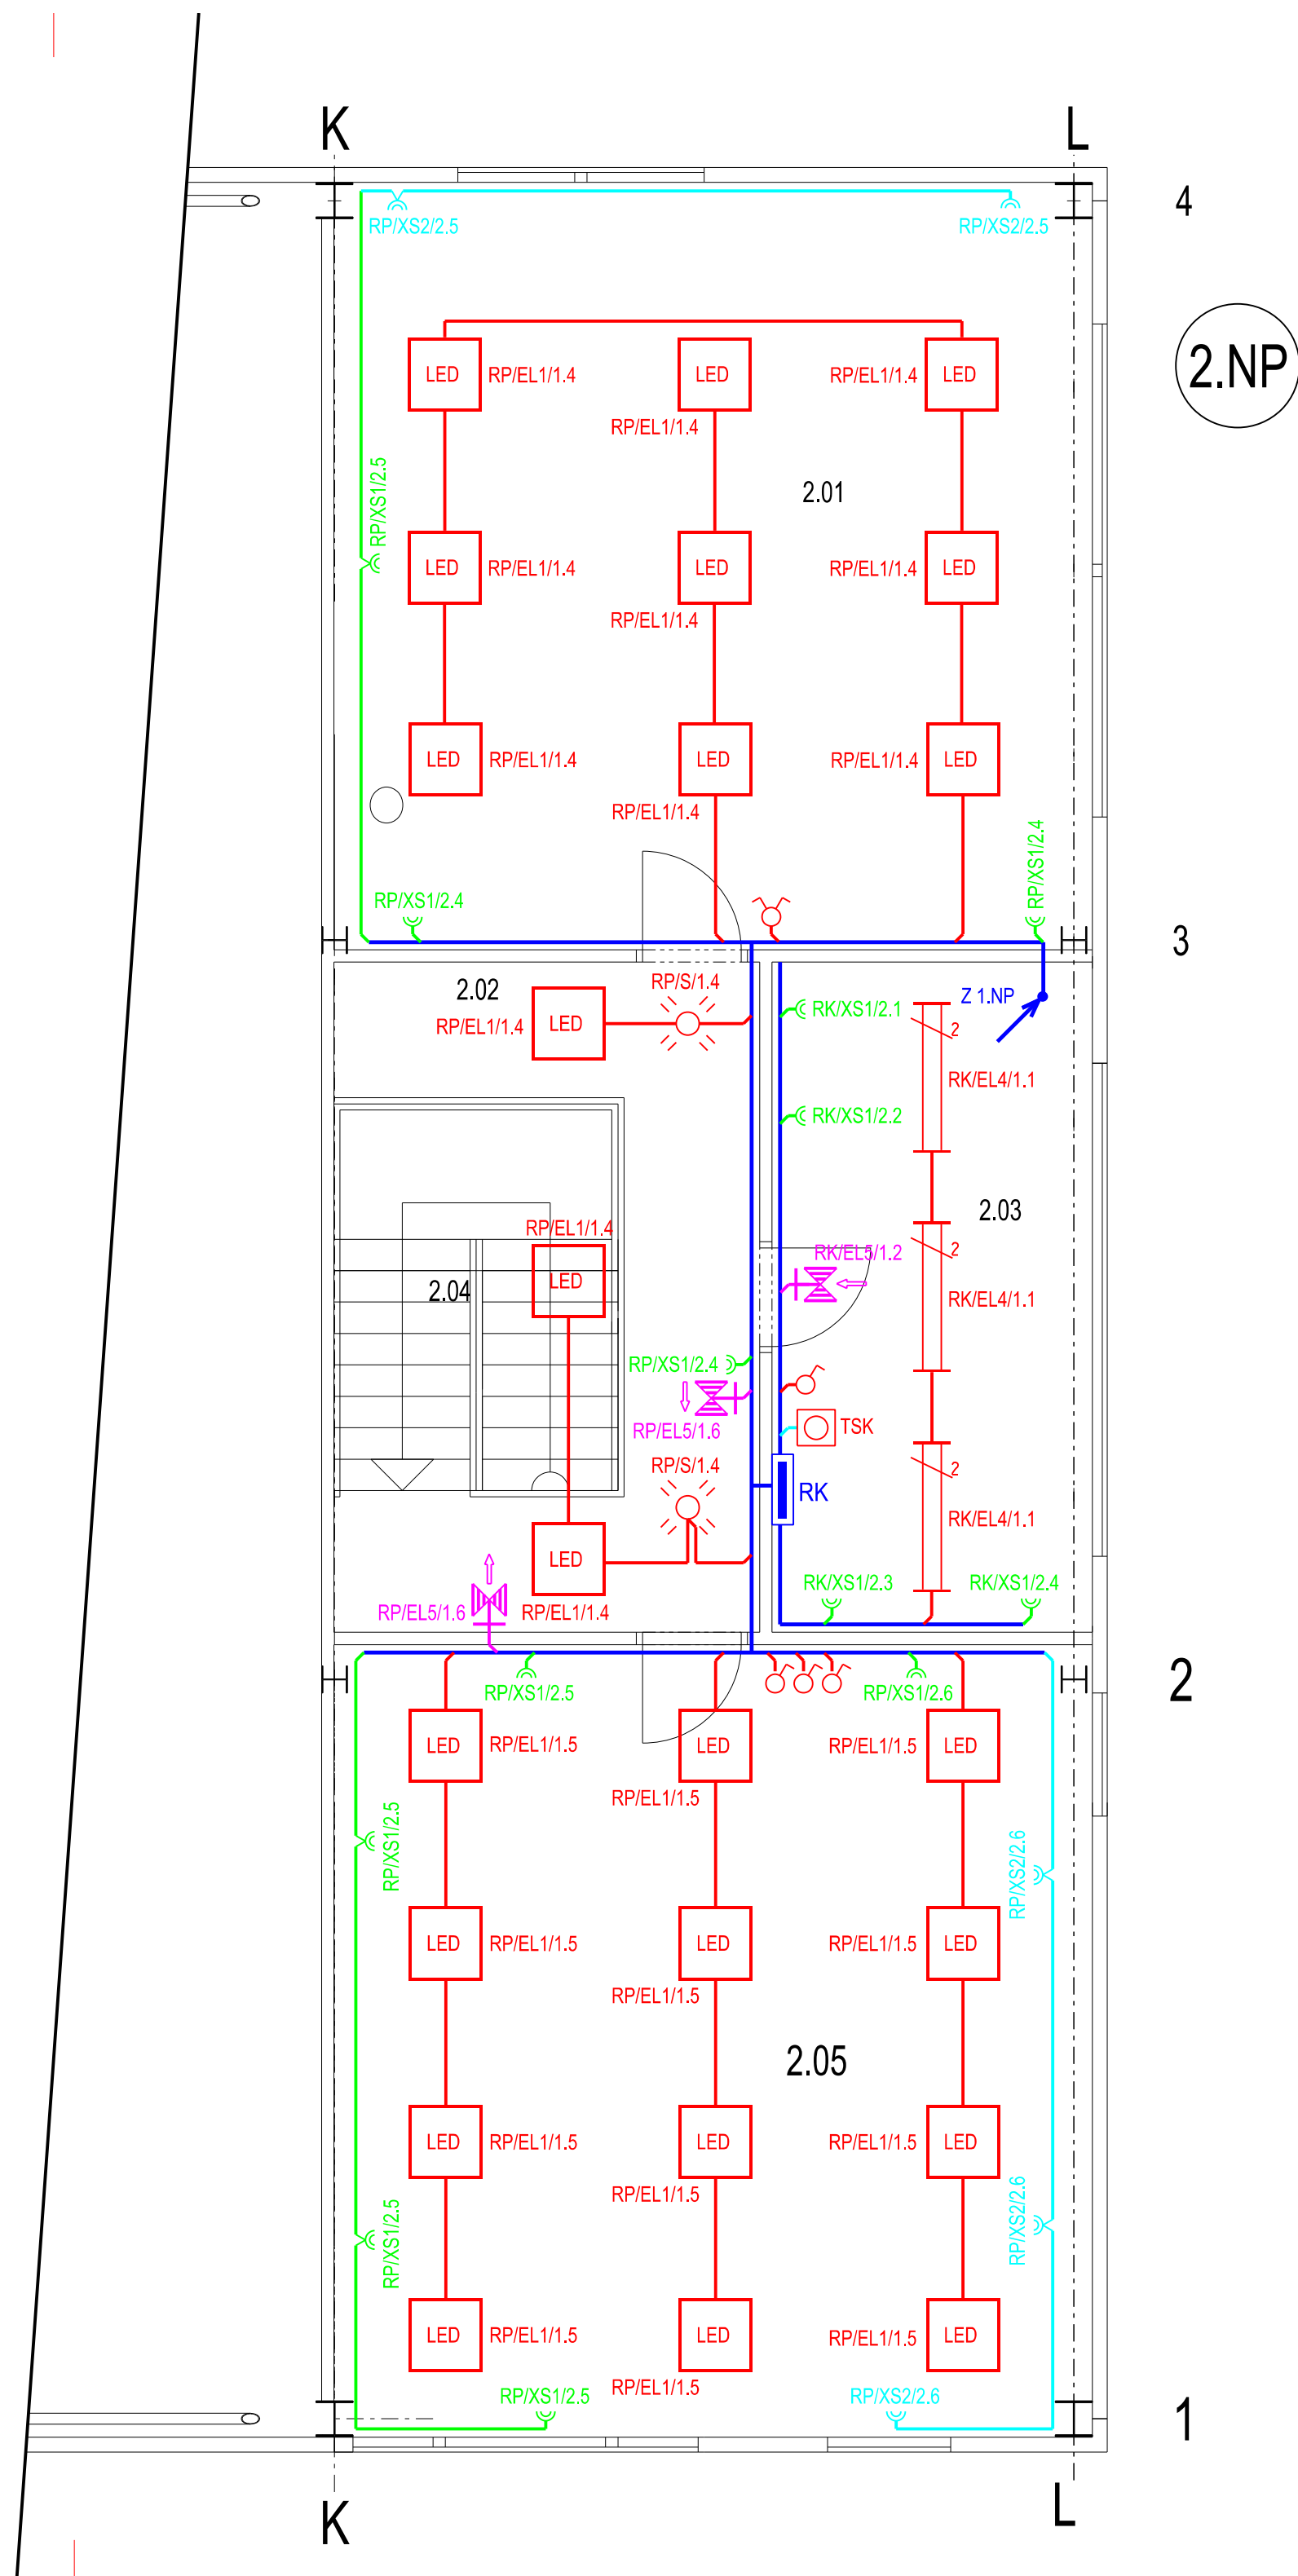 K
L
4
RP/XS2/2.5
RP/XS2/2.5
2.NP
LED
RP/EL1/1.4
LED
RP/EL1/1.4
LED
RP/EL1/1.4
RP/XS1/2.5
2.01
LED
RP/EL1/1.4
LED
RP/EL1/1.4
LED
RP/EL1/1.4
LED
RP/EL1/1.4
LED
RP/EL1/1.4
LED
RP/EL1/1.4
RP/XS1/2.4
RP/XS1/2.4
3
2.02
RP/S/1.4
Z 1.NP
RP/EL1/1.4
LED
RK/XS1/2.1
2
RK/EL4/1.1
RK/XS1/2.2
2.03
RP/EL1/1.4
LED
2.04
RK/EL5/1.2
2
RK/EL4/1.1
RP/XS1/2.4
RP/EL5/1.6
TSK
RP/S/1.4
2
RK
RK/EL4/1.1
LED
RP/EL1/1.4
RP/EL5/1.6
RK/XS1/2.3
RK/XS1/2.4
2
RP/XS1/2.5
RP/XS1/2.6
LED
RP/EL1/1.5
LED
RP/EL1/1.5
RP/EL1/1.5
LED
RP/XS1/2.5
RP/XS2/2.6
LED
RP/EL1/1.5
LED
RP/EL1/1.5
RP/EL1/1.5
LED
2.05
LED
RP/EL1/1.5
LED
RP/EL1/1.5
RP/EL1/1.5
LED
RP/XS1/2.5
RP/XS2/2.6
LED
RP/EL1/1.5
LED
RP/EL1/1.5
RP/EL1/1.5
LED
RP/XS1/2.5
RP/XS2/2.6
1
K
L